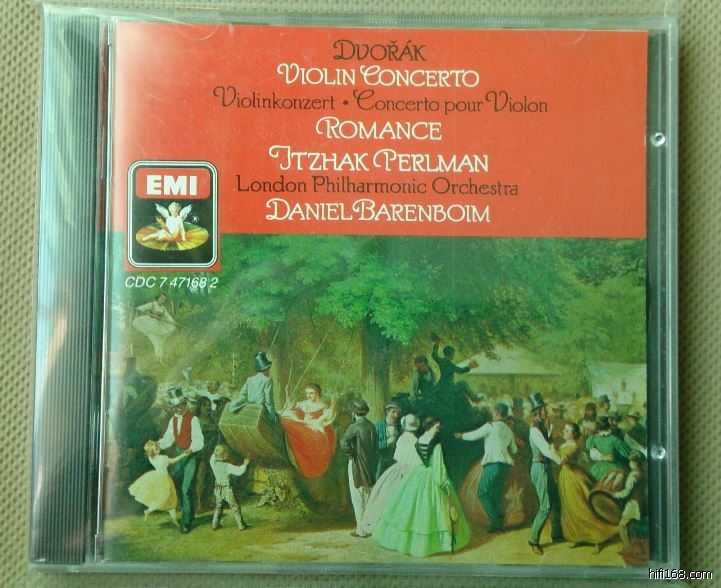 DVOŘÁK
VIOLIN CONCERTO
Violinkonzert • Concerto pour Violon
ROMANCE
ITZHAK PERLMAN
London Philharmonic Orchestra
DANIEL BARENBOIM
EMI
CDC 7 47168 2
hifi168.com